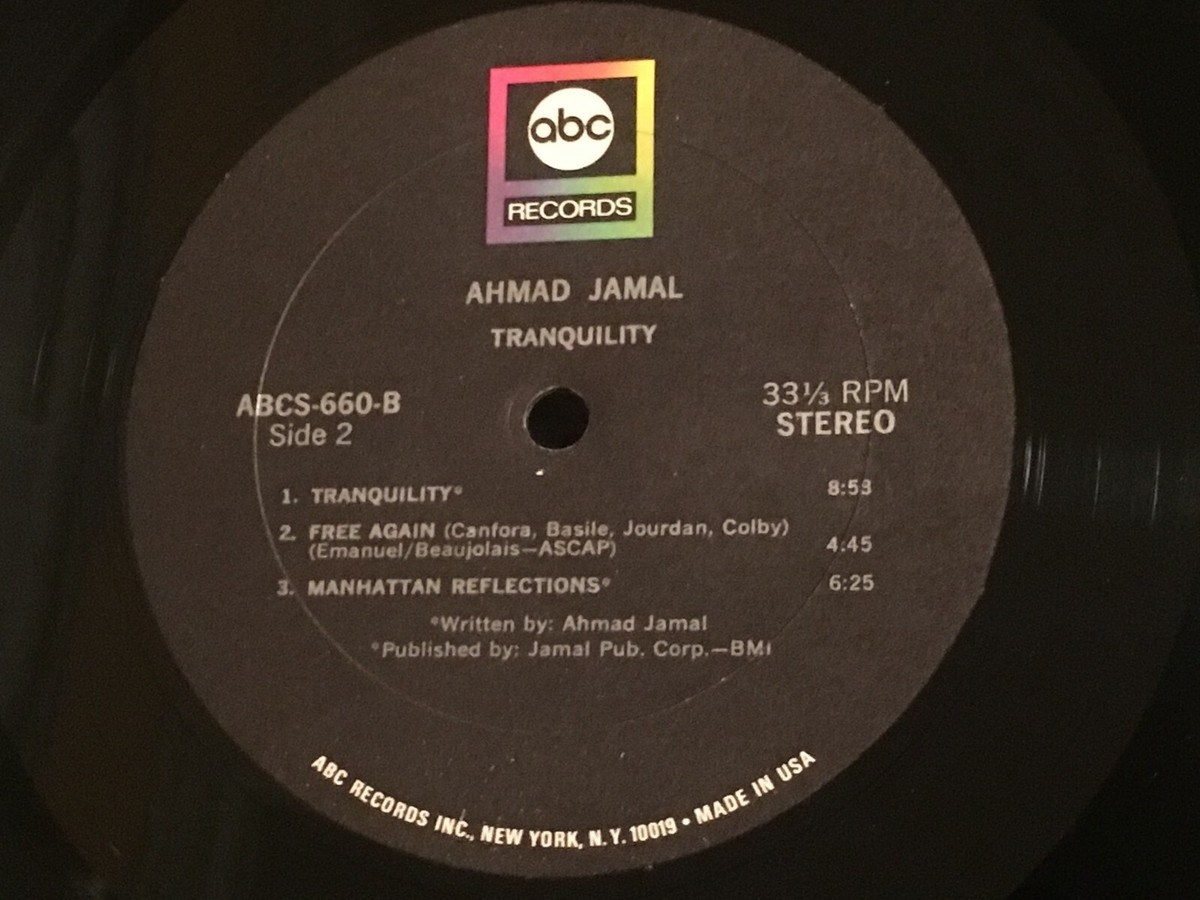 abc
RECORDS
AHMAD JAMAL
TRANQUILITY
ABCS-660-B
Side 2
33⅓ RPM
STEREO
1. TRANQUILITY* 8:53
2. FREE AGAIN (Canfora, Basile, Jourdan, Colby)
(Emanuel/Beaujolais—ASCAP) 4:45
3. MANHATTAN REFLECTIONS* 6:25
*Written by: Ahmad Jamal
*Published by: Jamal Pub. Corp.—BMI
ABC RECORDS INC., NEW YORK, N.Y. 10019 • MADE IN USA